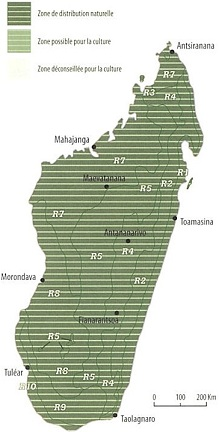 Zone de distribution naturelle
Zone possible pour la culture
Zone déconseillée pour la culture
Antsiranana
R7
R3
R4
Mahajanga
R7
R1
Maevatanana
R5
R2
R7
Toamasina
Antananarivo
R4
R5
Morondava
R2
R8
Fianarantsoa
R5
Tuléar
R8
R5
R10
R4
R9
Taolagnaro
0
100
200 Km